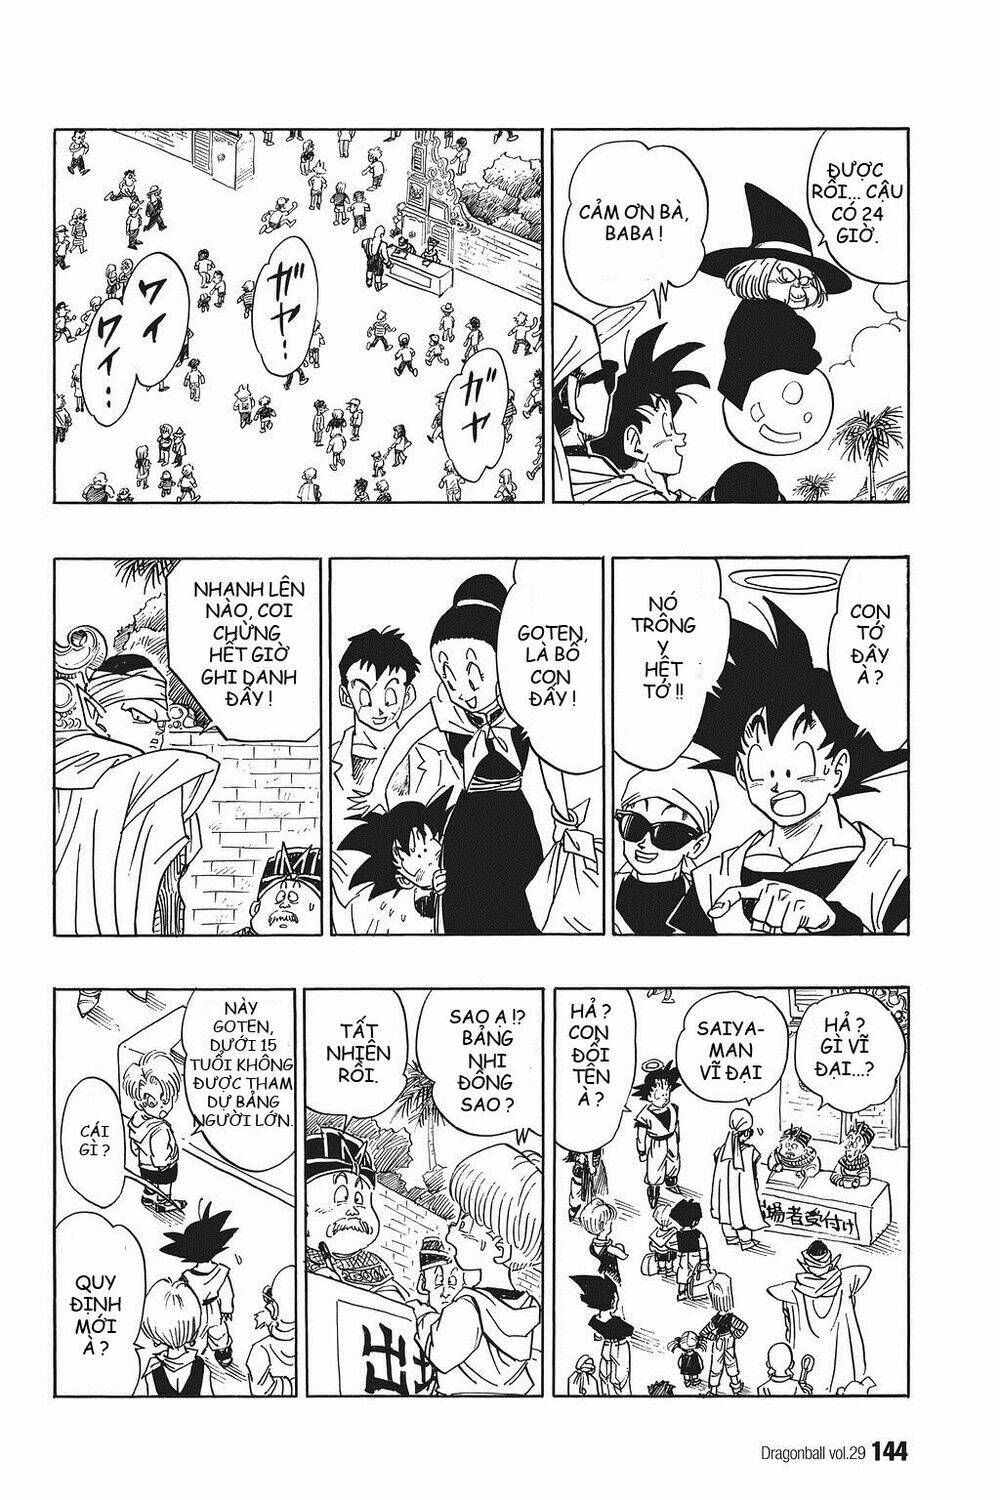 ĐƯỢC
RỒI... CẬU
CÓ 24
GIỜ.
CẢM ƠN BÀ,
BABA !
ガヤ…
ワイ
ワイ…
ガヤ
CON
TỚ ĐÂY
À ?
NÓ
TRÔNG
Y
HỆT
TỚ !!
GOTEN,
LÀ BỐ
CON
ĐẤY !
NHANH LÊN
NÀO, COI
CHỪNG
HẾT GIỜ
GHI DANH
ĐẤY !
HẢ ?
GÌ VĨ
ĐẠI...?
SAIYA-
MAN
VĨ ĐẠI
HẢ ?
CON
ĐỔI
TÊN
À ?
場者受付け
SAO Ạ !?
BẢNG
NHI
ĐỒNG
SAO ?
TẤT
NHIÊN
RỒI.
出
NÀY
GOTEN,
DƯỚI 15
TUỔI KHÔNG
ĐƯỢC THAM
DỰ BẢNG
NGƯỜI LỚN.
CÁI
GÌ ?
QUY
ĐỊNH
MỚI
À ?
Dragonball vol.29 144